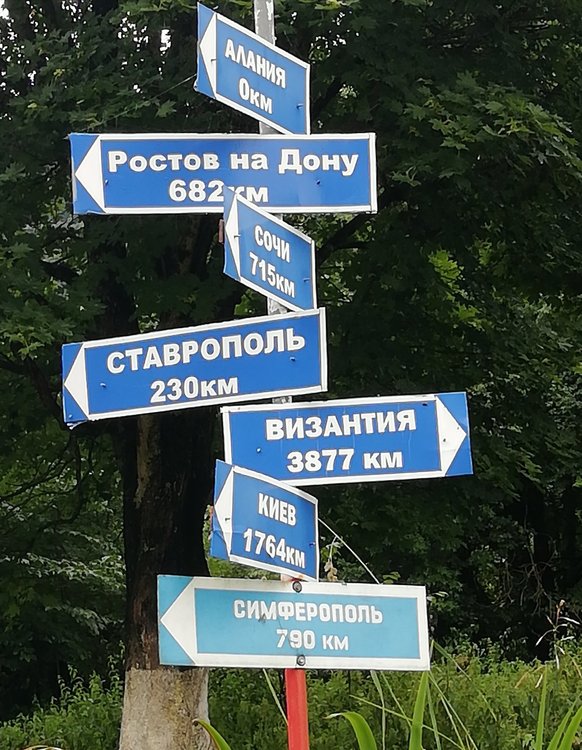 АЛАНИЯ
0км
Ростов на Дону
682км
СОЧИ
715км
СТАВРОПОЛЬ
230км
ВИЗАНТИЯ
3877 км
КИЕВ
1764км
СИМФЕРОПОЛЬ
790 км